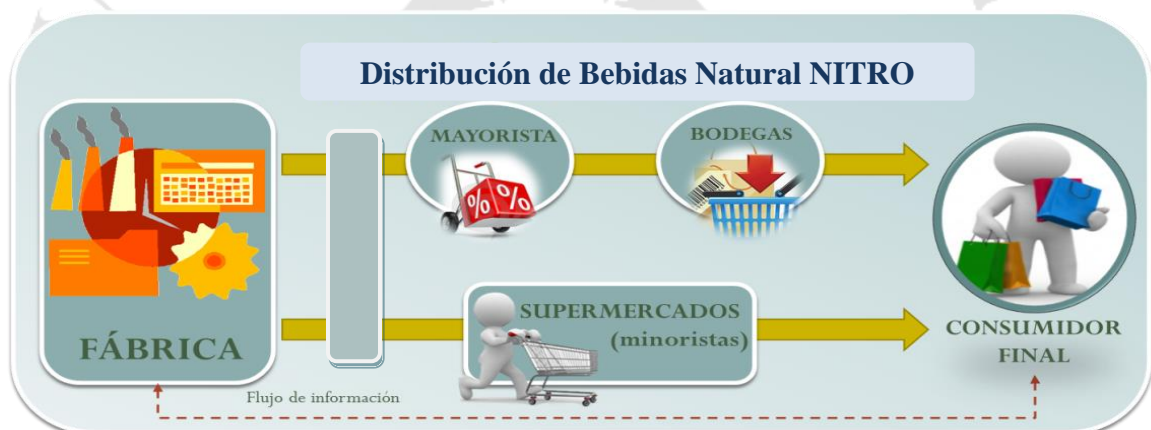 Distribución de Bebidas Natural NITRO
MAYORISTA
% %
%
BODEGAS
SUPERMERCADOS
(minoristas)
FÁBRICA
CONSUMIDOR
FINAL
Flujo de información